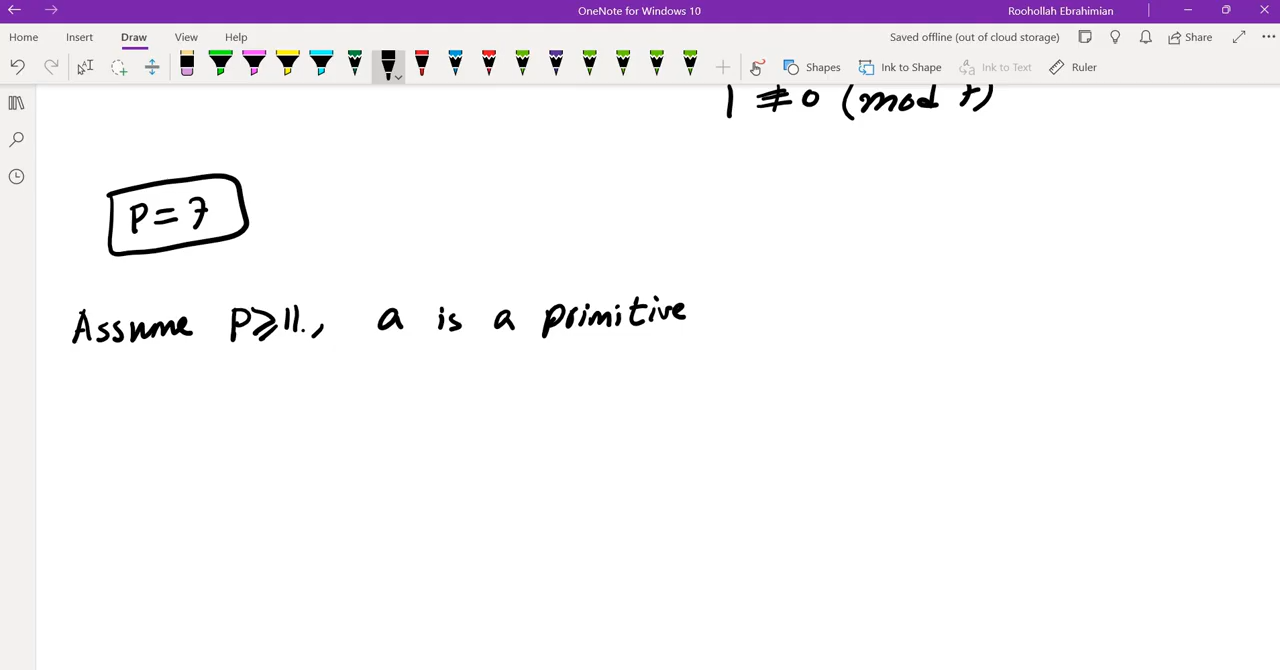 OneNote for Windows 10
Roohollah Ebrahimian
Home Insert Draw View Help
Saved offline (out of cloud storage)
Share
Shapes Ink to Shape Ink to Text Ruler
1 ≢ 0 (mod 7)
P = 7
Assume P ⩾ 11., a is a primitive